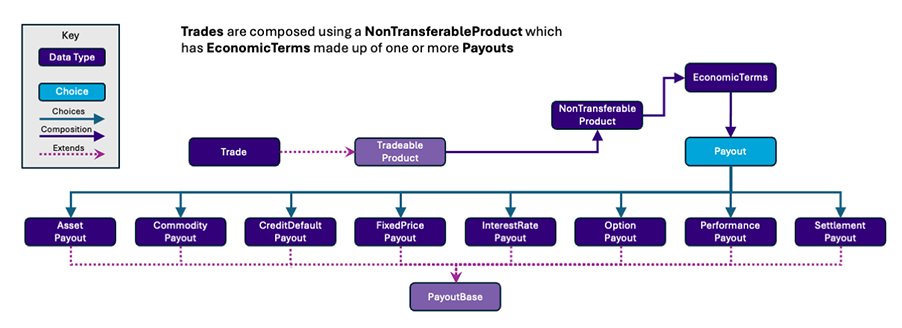 Trades are composed using a NonTransferableProduct which
has EconomicTerms made up of one or more Payouts
Key
Data Type
Choice
Choices
Composition
Extends
EconomicTerms
NonTransferable
Product
Trade
Tradeable
Product
Payout
Asset
Payout
Commodity
Payout
CreditDefault
Payout
FixedPrice
Payout
InterestRate
Payout
Option
Payout
Performance
Payout
Settlement
Payout
PayoutBase